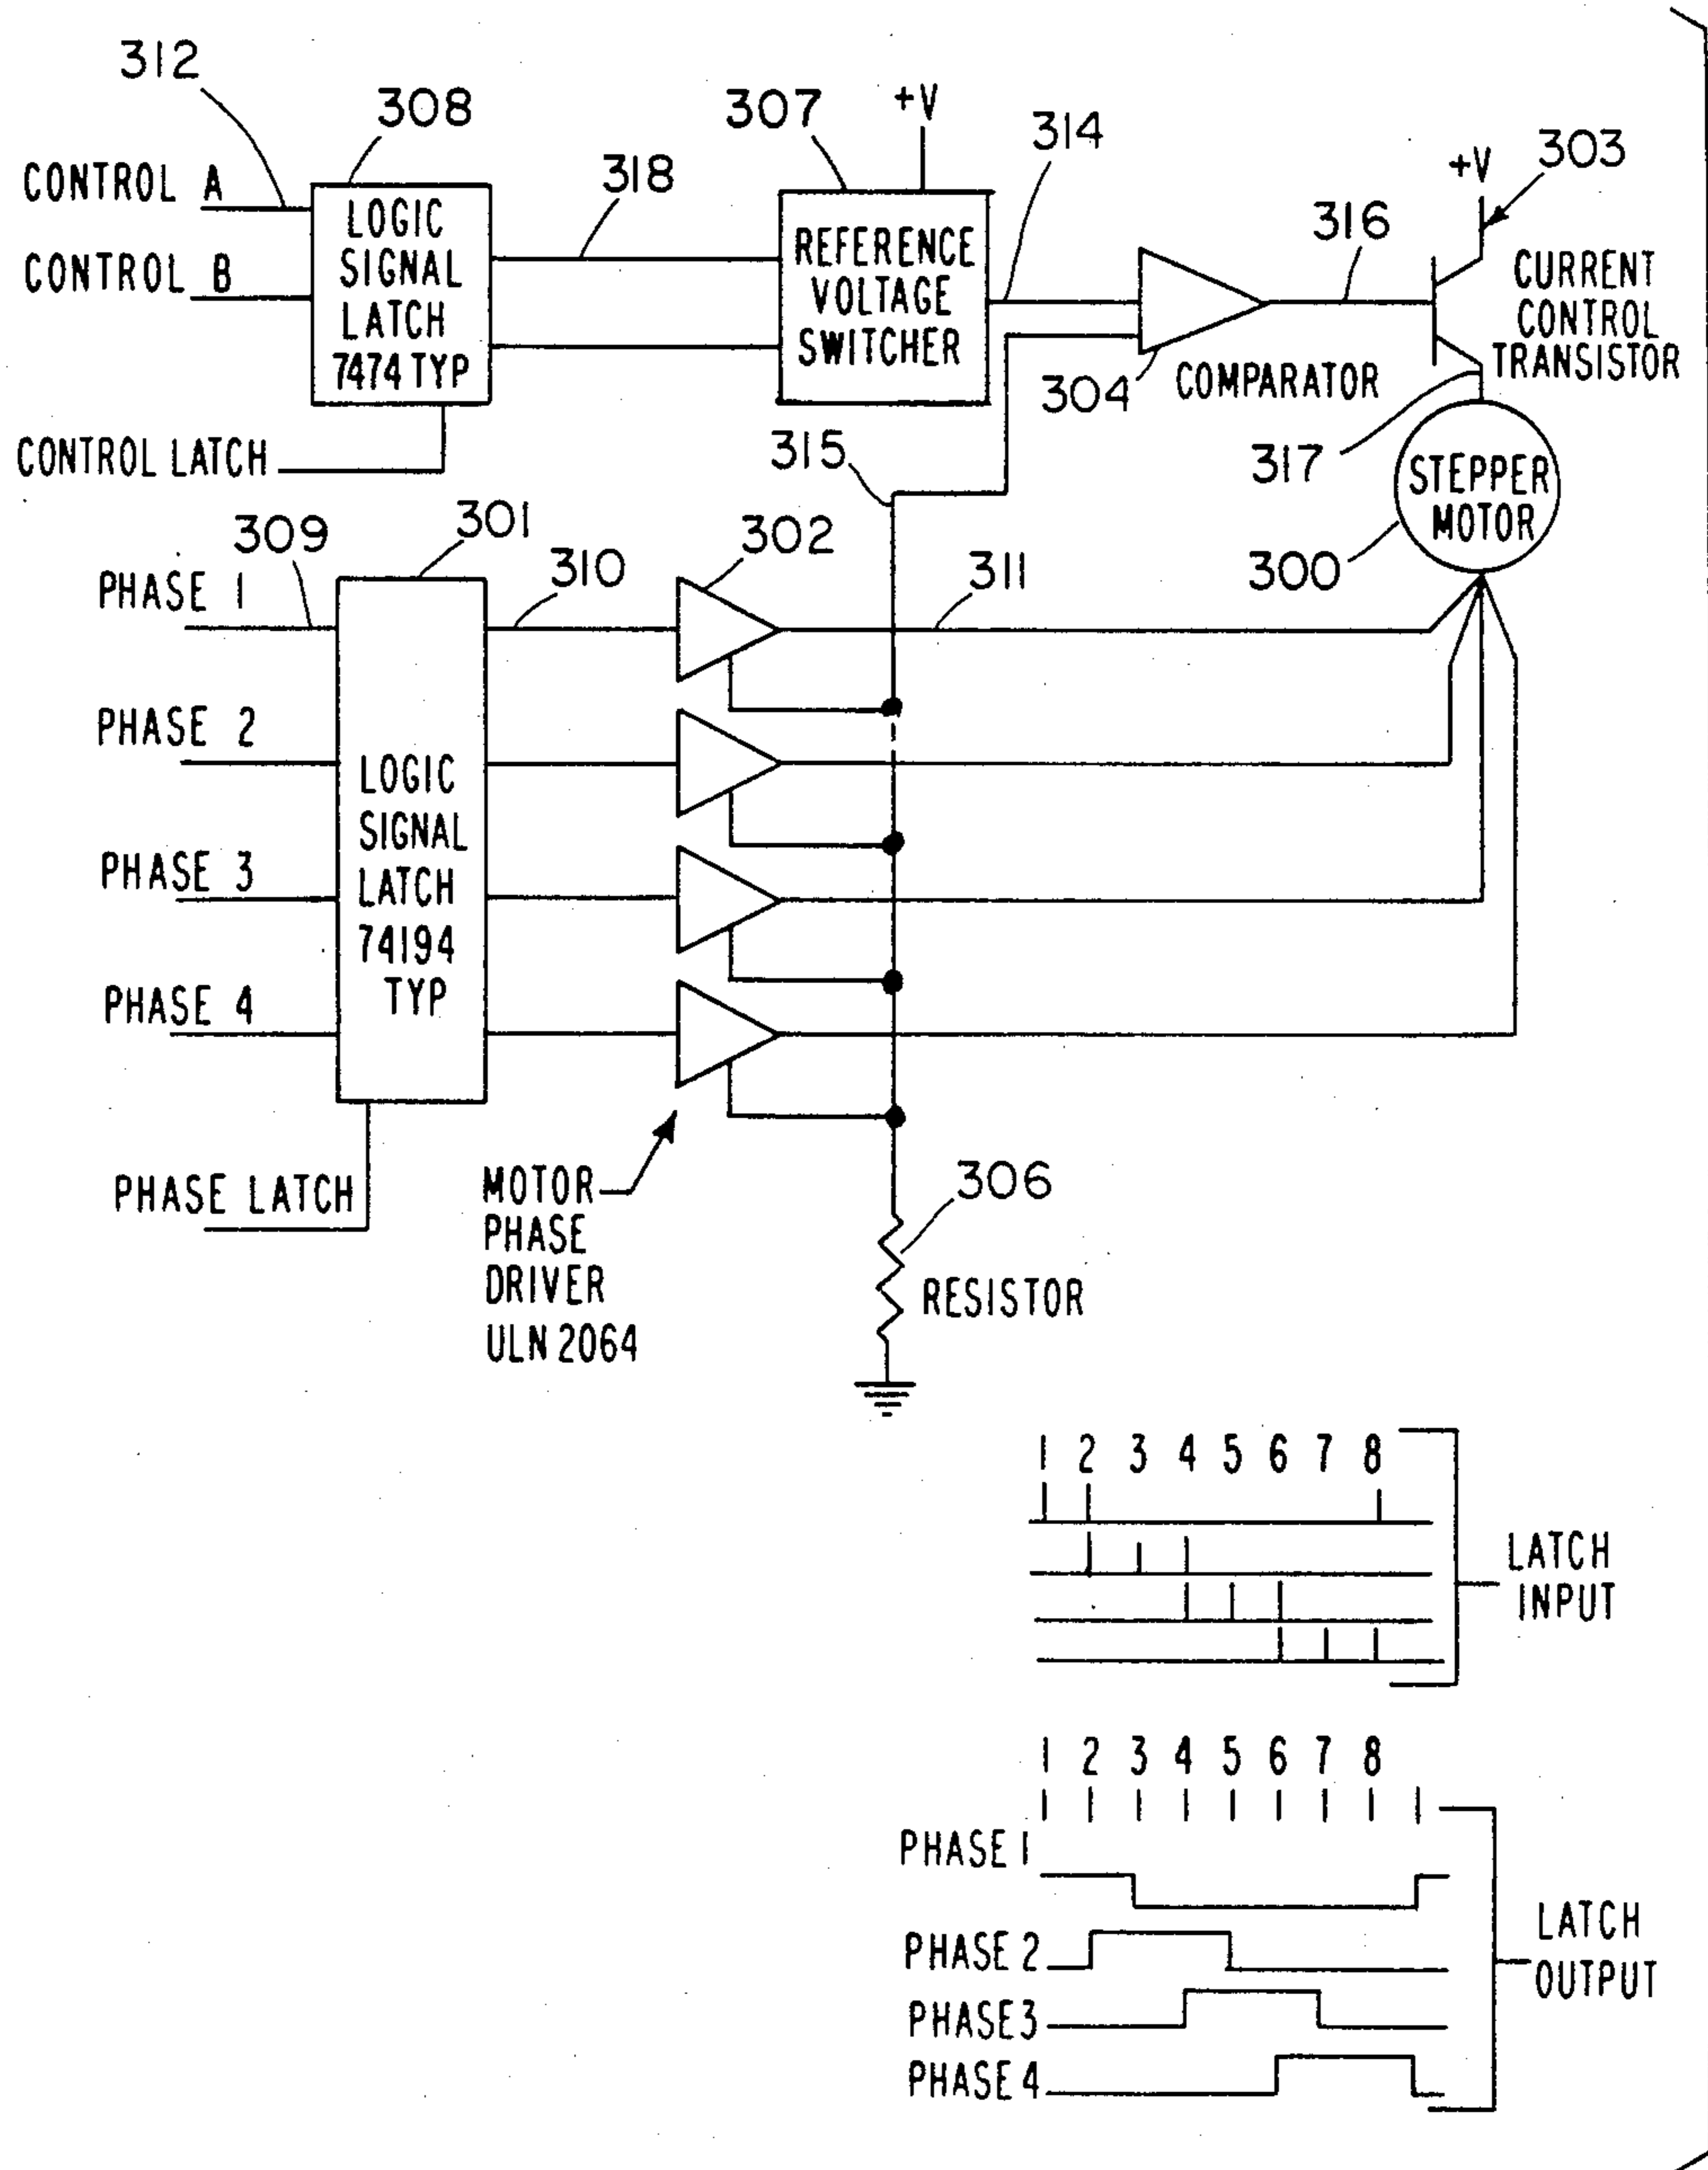 312
308
307
+V
314
303
+V
CONTROL A
318
316
LOGIC
SIGNAL
LATCH
7474 TYP
REFERENCE
VOLTAGE
SWITCHER
CONTROL B
CURRENT
CONTROL
TRANSISTOR
304
COMPARATOR
CONTROL LATCH
315
317
STEPPER
MOTOR
300
309
301
302
310
311
PHASE 1
PHASE 2
PHASE 3
PHASE 4
LOGIC
SIGNAL
LATCH
74194
TYP
PHASE LATCH
MOTOR
PHASE
DRIVER
ULN 2064
306
RESISTOR
1 2 3 4 5 6 7 8
LATCH
INPUT
1 2 3 4 5 6 7 8
PHASE 1
PHASE 2
PHASE 3
PHASE 4
LATCH
OUTPUT